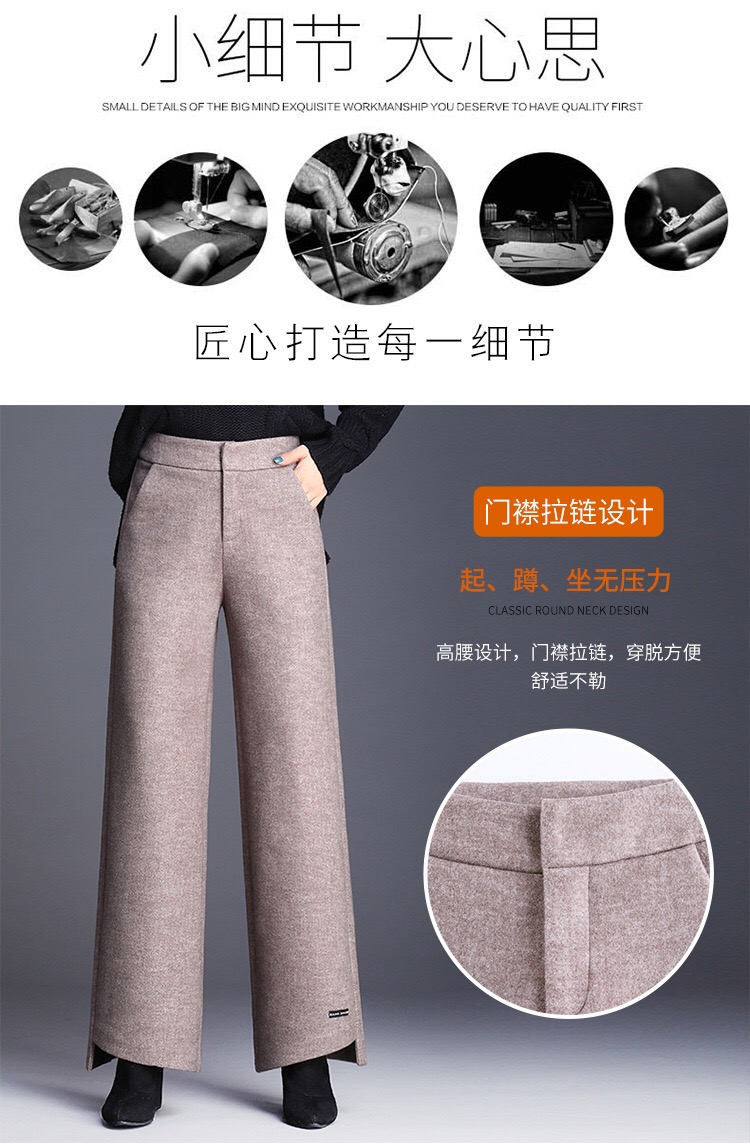 小细节 大心思
SMALL DETAILS OF THE BIG MIND EXQUISITE WORKMANSHIP YOU DESERVE TO HAVE QUALITY FIRST
匠心打造每一细节
门襟拉链设计
起、蹲、坐无压力
CLASSIC ROUND NECK DESIGN
高腰设计，门襟拉链，穿脱方便
舒适不勒